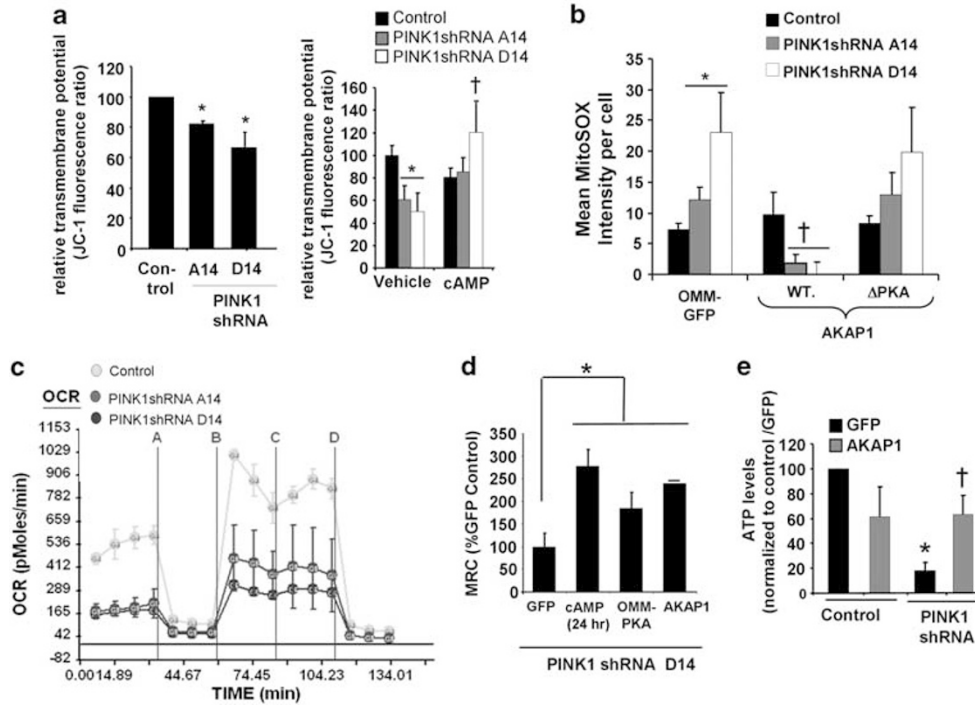 a
relative transmembrane potential
(JC-1 fluorescence ratio)
120
100
80
60
40
20
0
*
*
Con-
trol
A14
D14
PINK1
shRNA
Control
PINK1shRNA A14
PINK1shRNA D14
relative transmembrane potential
(JC-1 fluorescence ratio)
160
140
120
100
80
60
40
20
0
*
†
Vehicle
cAMP
b
Control
PINK1shRNA A14
PINK1shRNA D14
Mean MitoSOX
Intensity per cell
35
30
25
20
15
10
5
0
*
†
OMM-
GFP
WT.
ΔPKA
AKAP1
c
Control
PINK1shRNA A14
PINK1shRNA D14
OCR
OCR (pMoles/min)
1153
1029
906
782
659
536
412
289
165
42
-82
A
B
C
D
0.00
14.89
44.67
74.45
104.23
134.01
TIME (min)
d
*
MRC (%GFP Control)
350
300
250
200
150
100
50
0
GFP
cAMP
(24 hr)
OMM-
PKA
AKAP1
PINK1 shRNA D14
e
GFP
AKAP1
ATP levels
(normalized to control /GFP)
120
100
80
60
40
20
0
*
†
Control
PINK1
shRNA